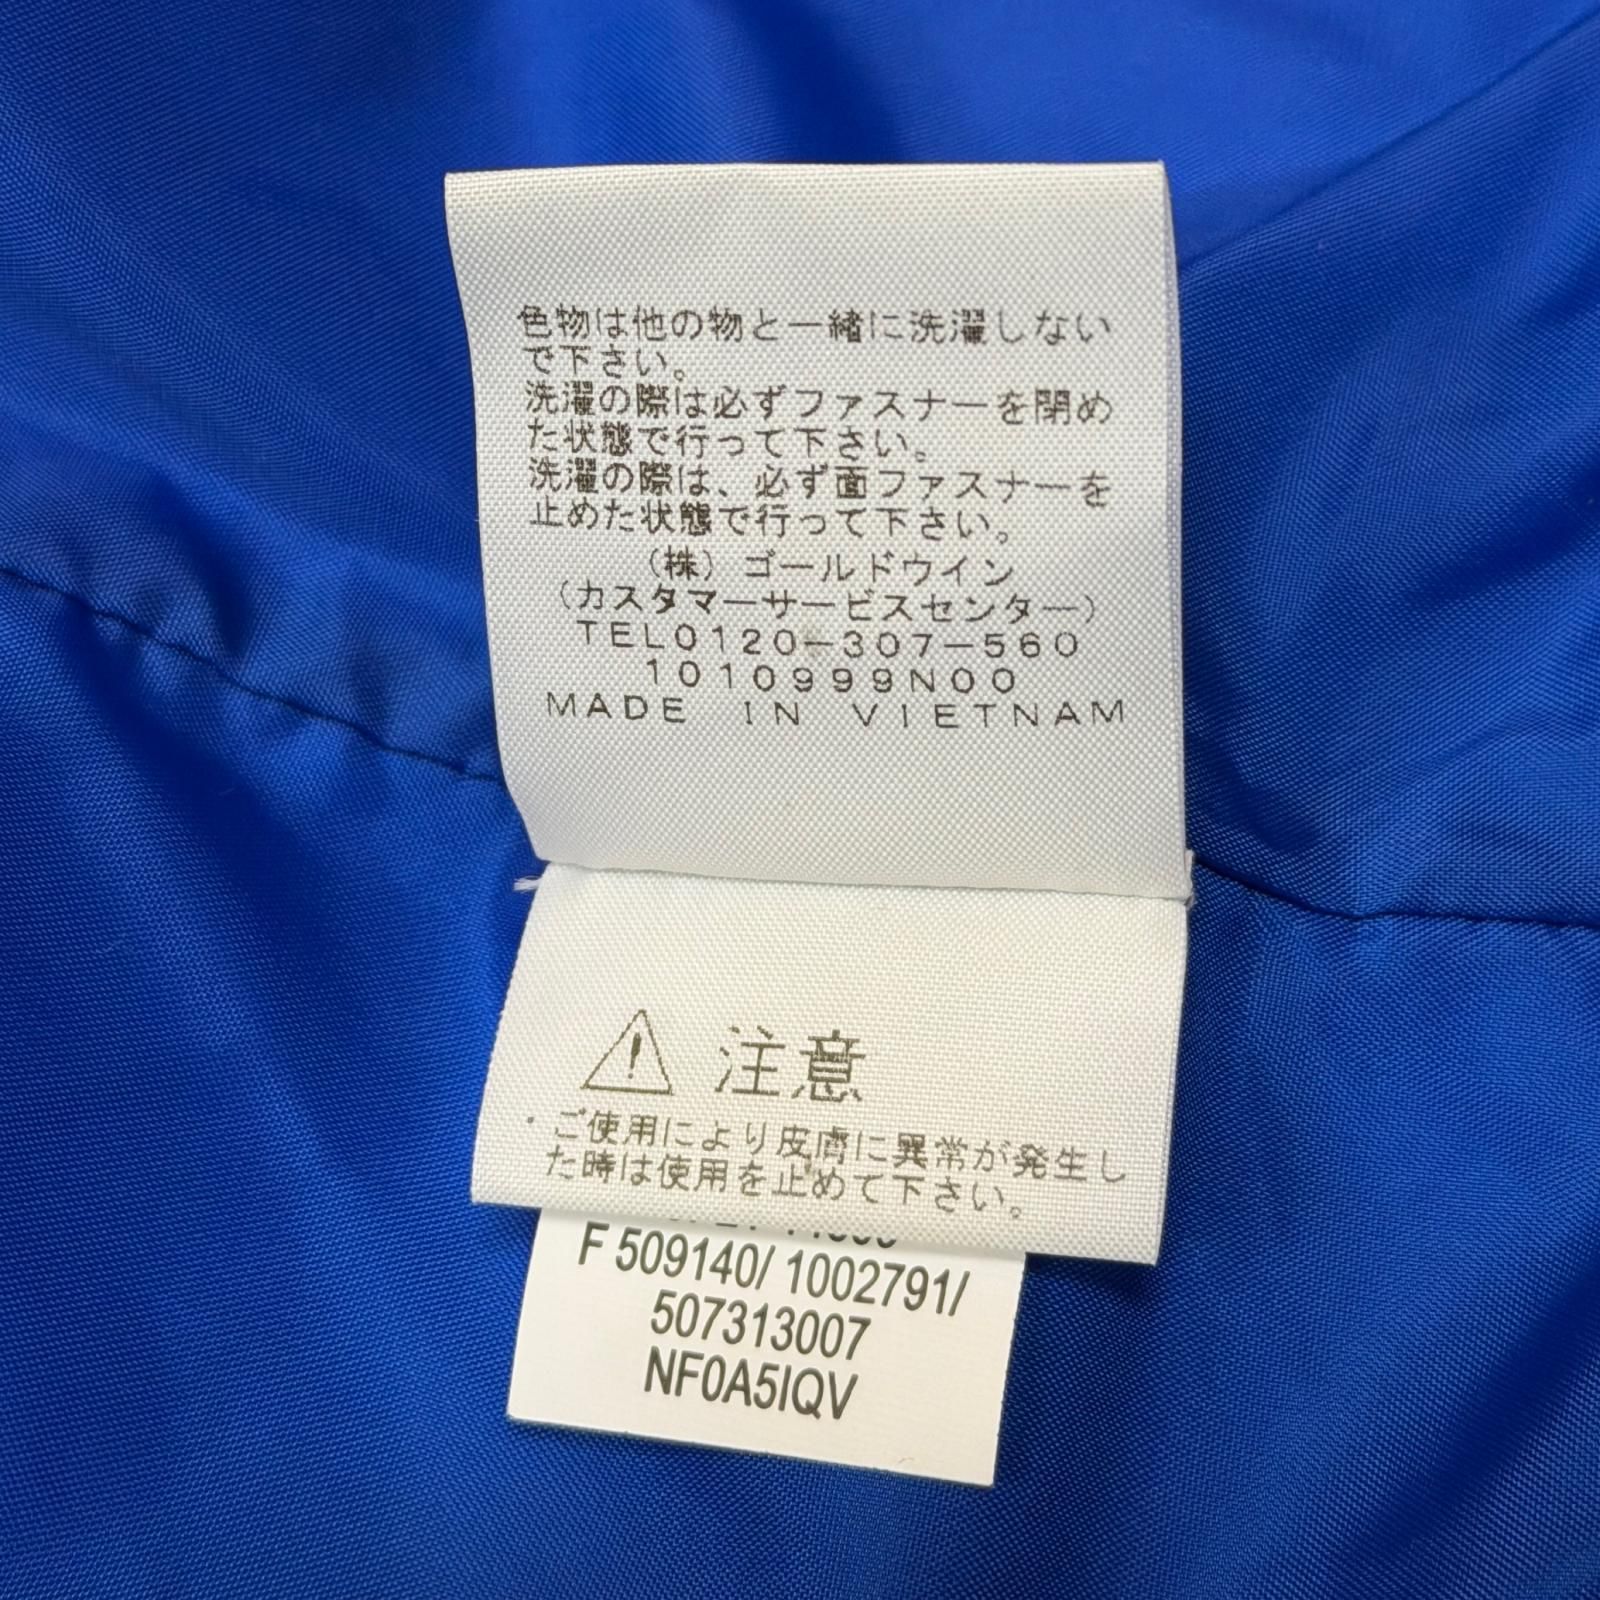 色物は他の物と一緒に洗濯しない
で下さい。
洗濯の際は必ずファスナーを閉め
た状態で行って下さい。
洗濯の際は、必ず面ファスナーを
止めた状態で行って下さい。
(株)ゴールドウイン
(カスタマーサービスセンター)
TEL0120-307-560
1010999N00
MADE IN VIETNAM
注意
・ご使用により皮膚に異常が発生し
た時は使用を止めて下さい。
F 509140/ 1002791/
507313007
NF0A5IQV